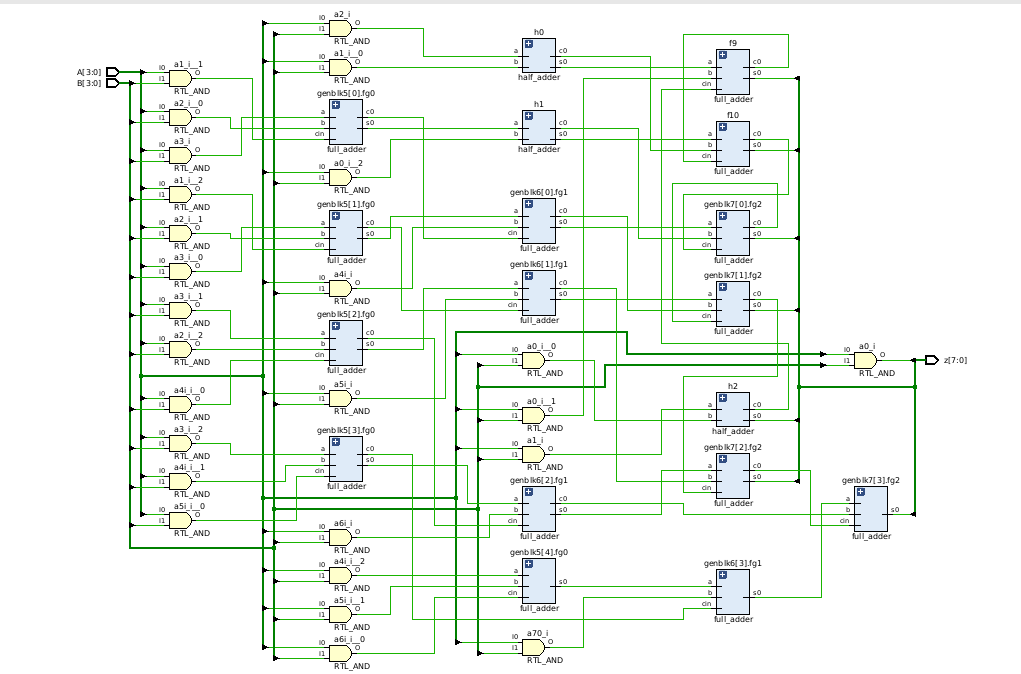 A[3:0]
B[3:0]
I0
I1
O
a1_i__1
RTL_AND
I0
I1
O
a2_i__0
RTL_AND
I0
I1
O
a3_i
RTL_AND
I0
I1
O
a1_i__2
RTL_AND
I0
I1
O
a2_i__1
RTL_AND
I0
I1
O
a3_i__0
RTL_AND
I0
I1
O
a3_i__1
RTL_AND
I0
I1
O
a2_i__2
RTL_AND
I0
I1
O
a4i_i__0
RTL_AND
I0
I1
O
a3_i__2
RTL_AND
I0
I1
O
a4i_i__1
RTL_AND
I0
I1
O
a5i_i__0
RTL_AND
I0
I1
O
a2_i
RTL_AND
I0
I1
O
a1_i__0
RTL_AND
I0
I1
O
genblk5[0].fg0
a
b
cin
c0
s0
full_adder
a0_i__2
RTL_AND
I0
I1
O
genblk5[1].fg0
a
b
cin
c0
s0
full_adder
a4i_i
RTL_AND
I0
I1
O
genblk5[2].fg0
a
b
cin
c0
s0
full_adder
a5i_i
RTL_AND
I0
I1
O
genblk5[3].fg0
a
b
cin
c0
s0
full_adder
a6i_i
RTL_AND
I0
I1
O
a4i_i__2
RTL_AND
I0
I1
O
a5i_i__1
RTL_AND
I0
I1
O
a6i_i__0
RTL_AND
h0
a
b
c0
s0
half_adder
h1
a
b
c0
s0
half_adder
genblk6[0].fg1
a
b
cin
c0
s0
full_adder
genblk6[1].fg1
a
b
cin
c0
s0
full_adder
I0
I1
O
a0_i__0
RTL_AND
I0
I1
O
a0_i__1
RTL_AND
I0
I1
O
a1_i
RTL_AND
genblk6[2].fg1
a
b
cin
c0
s0
full_adder
genblk5[4].fg0
a
b
cin
s0
full_adder
I0
I1
O
a70_i
RTL_AND
f9
a
b
cin
c0
s0
full_adder
f10
a
b
cin
c0
s0
full_adder
genblk7[0].fg2
a
b
cin
c0
s0
full_adder
genblk7[1].fg2
a
b
cin
c0
s0
full_adder
h2
a
b
c0
s0
half_adder
genblk7[2].fg2
a
b
cin
c0
s0
full_adder
genblk6[3].fg1
a
b
cin
s0
full_adder
I0
I1
O
a0_i
RTL_AND
genblk7[3].fg2
a
b
cin
s0
full_adder
z[7:0]